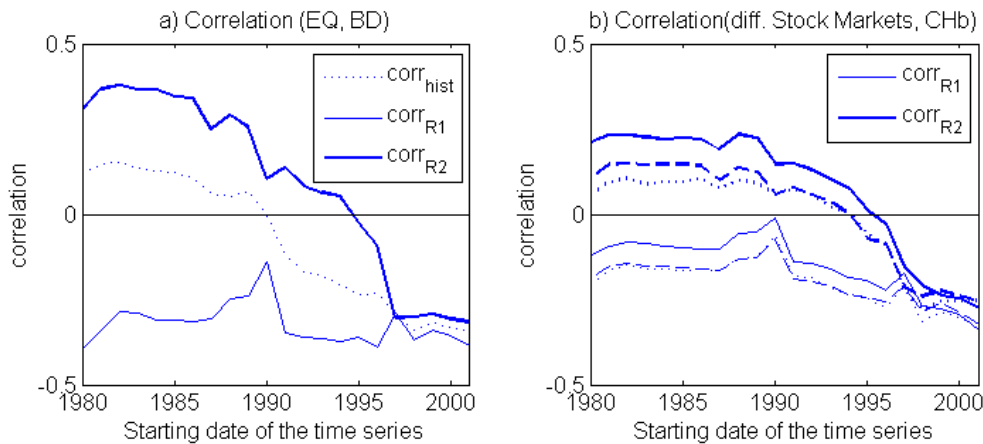 a) Correlation (EQ, BD)
0.5
corr_hist
corr_R1
corr_R2
0
-0.5
correlation
1980 1985 1990 1995 2000
Starting date of the time series
b) Correlation(diff. Stock Markets, CHb)
0.5
corr_R1
corr_R2
0
-0.5
correlation
1980 1985 1990 1995 2000
Starting date of the time series